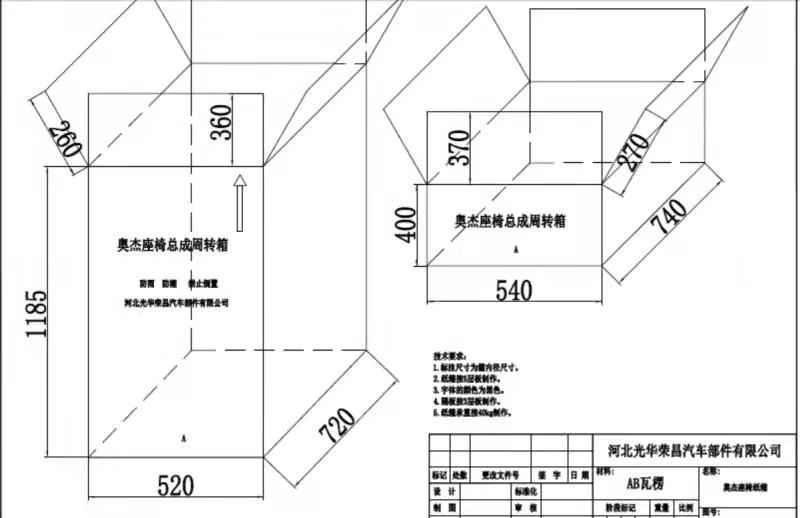 260
360
1185
奥杰座椅总成周转箱
防雨 防潮 禁止倒置
河北光华荣昌汽车部件有限公司
A
720
520
370
270
400
740
奥杰座椅总成周转箱
A
540
技术要求：
1.标注尺寸为箱内径尺寸。
2.纸箱按5层板制作。
3.字体的颜色为黑色。
4.隔板按3层板制作。
5.纸箱承重按40kg制作。
河北光华荣昌汽车部件有限公司
标记 处数 更改文件号 签 字 日 期
材料：
AB瓦楞
名称：
奥杰座椅纸箱
设 计 标准化
制 图 审 核
阶段标记 重量 比例
图号：